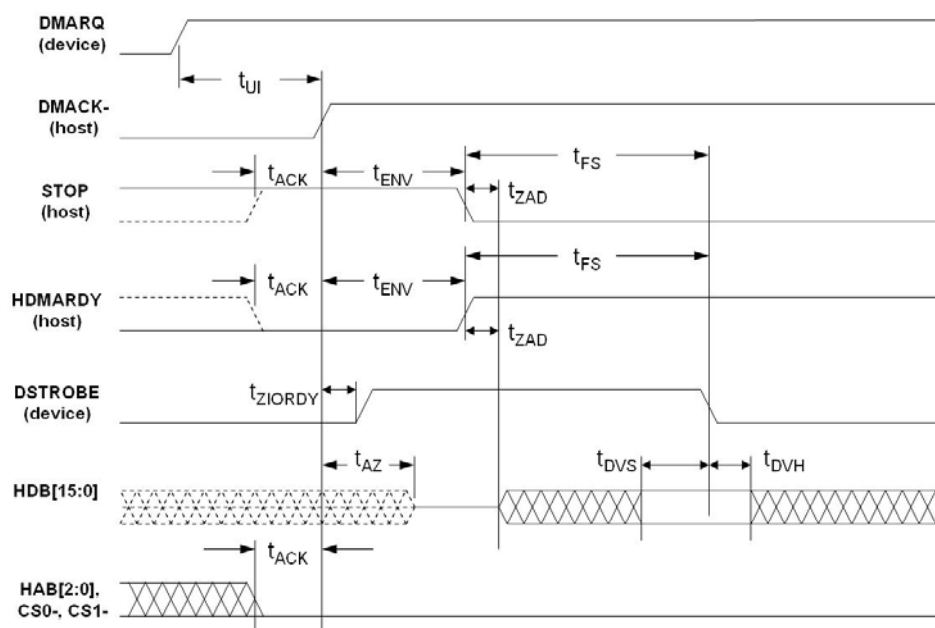 DMARQ
(device)
tUI
DMACK-
(host)
tFS
tACK
tENV
tZAD
STOP
(host)
tFS
tACK
tENV
HDMARDY
(host)
tZAD
DSTROBE
(device)
tZIORDY
tAZ
tDVS
tDVH
HDB[15:0]
tACK
HAB[2:0],
CS0-, CS1-